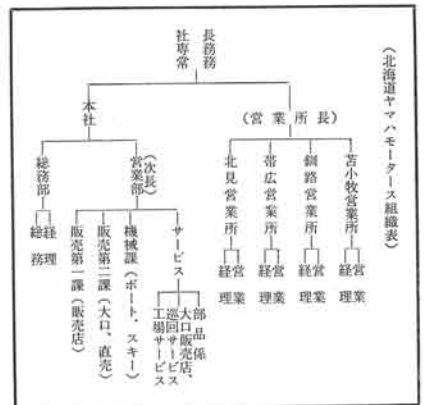 (北海道ヤマハモータース組織表)
長務務
社専常
(営業所長)
苫小牧営業所
営業
経理
釧路営業所
営業
経理
帯広営業所
営業
経理
北見営業所
営業
経理
本社
(次長)
営業部
サービス
部品係
大口販売店、
巡回サービス
工場サービス
機械課(ボート、スキー)
販売第二課(大口、直売)
販売第一課(販売店)
総務部
経理
総務